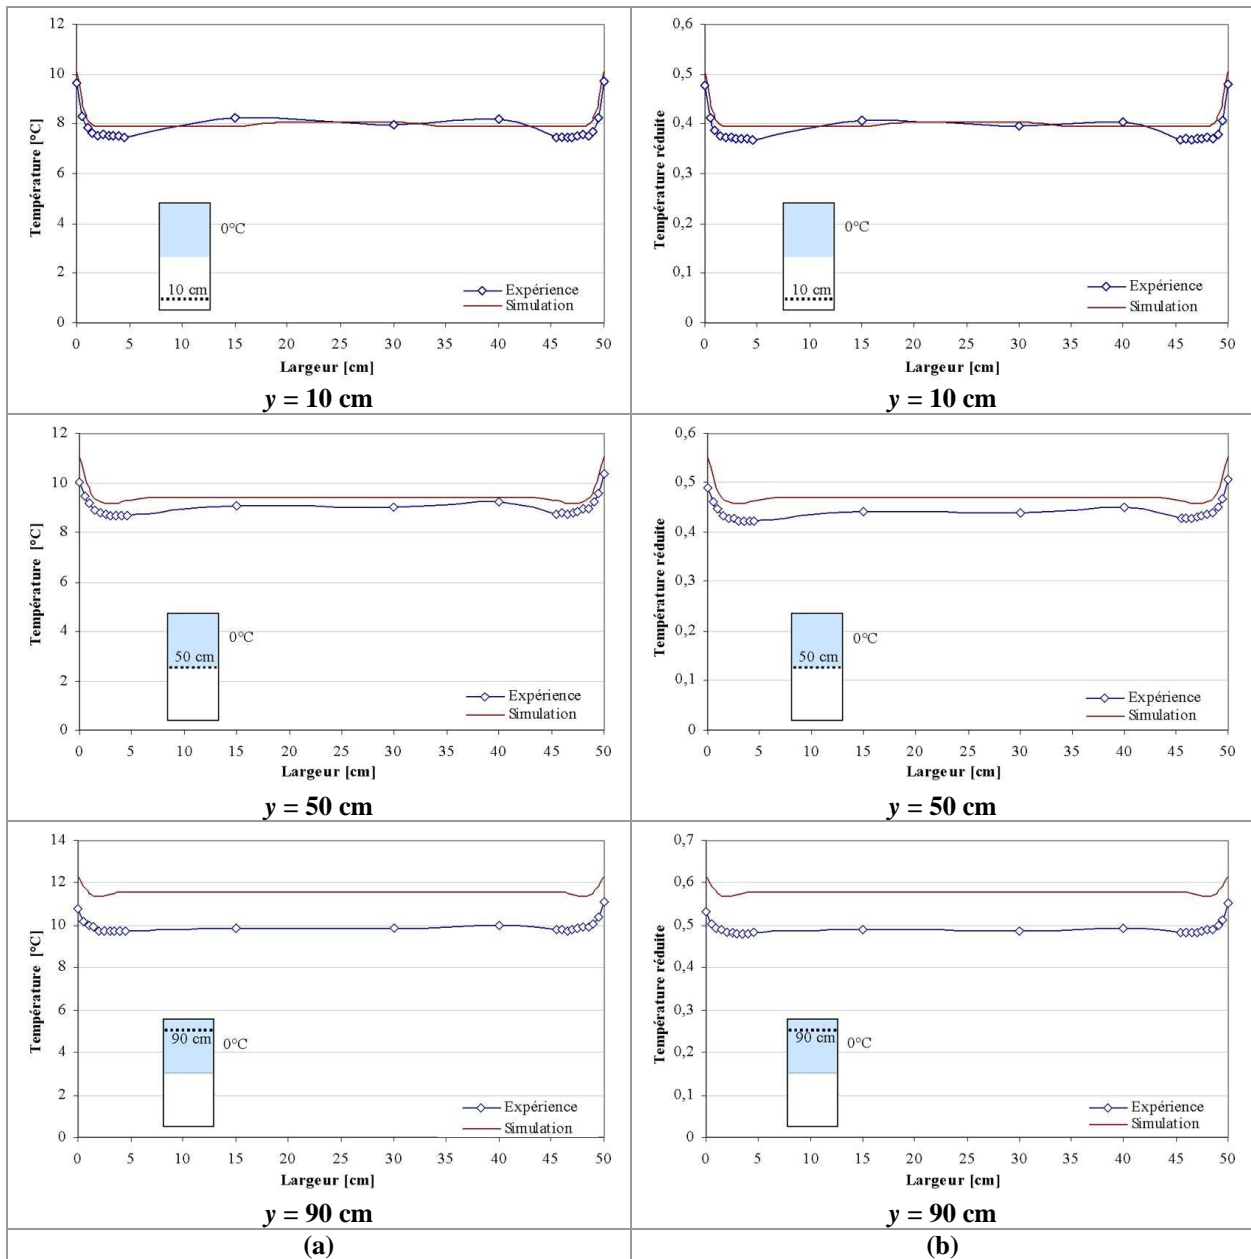 12
10
8
6
4
2
0
Température [°C]
0°C
10 cm
Expérience
Simulation
0 5 10 15 20 25 30 35 40 45 50
Largeur [cm]
y = 10 cm
0,6
0,5
0,4
0,3
0,2
0,1
0
Température réduite
0°C
10 cm
Expérience
Simulation
0 5 10 15 20 25 30 35 40 45 50
Largeur [cm]
y = 10 cm
12
10
8
6
4
2
0
Température [°C]
0°C
50 cm
Expérience
Simulation
0 5 10 15 20 25 30 35 40 45 50
Largeur [cm]
y = 50 cm
0,6
0,5
0,4
0,3
0,2
0,1
0
Température réduite
0°C
50 cm
Expérience
Simulation
0 5 10 15 20 25 30 35 40 45 50
Largeur [cm]
y = 50 cm
14
12
10
8
6
4
2
0
Température [°C]
90 cm
0°C
Expérience
Simulation
0 5 10 15 20 25 30 35 40 45 50
Largeur [cm]
y = 90 cm
0,7
0,6
0,5
0,4
0,3
0,2
0,1
0
Température réduite
90 cm
0°C
Expérience
Simulation
0 5 10 15 20 25 30 35 40 45 50
Largeur [cm]
y = 90 cm
(a)
(b)